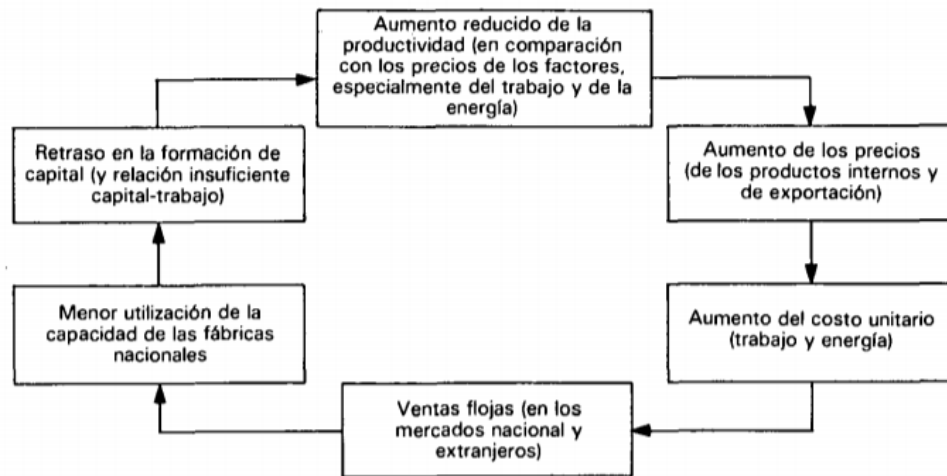 Aumento reducido de la
productividad (en comparación
con los precios de los factores,
especialmente del trabajo y de la
energía)
Aumento de los precios
(de los productos internos y
de exportación)
Aumento del costo unitario
(trabajo y energía)
Ventas flojas (en los
mercados nacional y
extranjeros)
Menor utilización de la
capacidad de las fábricas
nacionales
Retraso en la formación de
capital (y relación insuficiente
capital-trabajo)